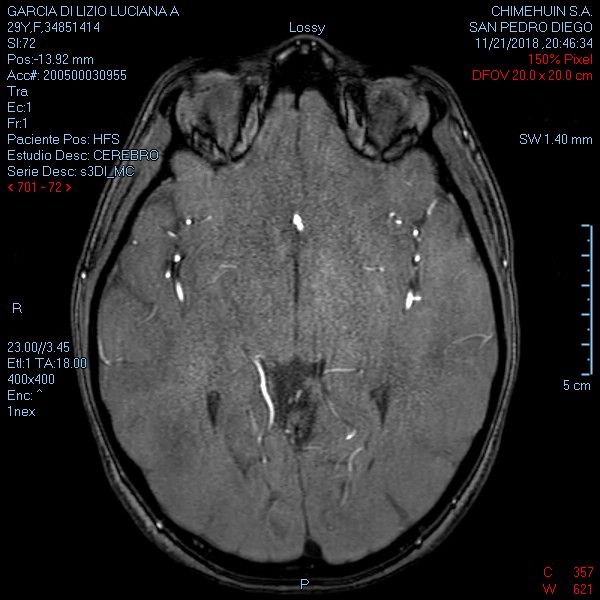 GARCIA DI LIZIO LUCIANA A
29Y,F,34851414
Sl:72
Pos:-13.92 mm
Acc#: 200500030955
Tra
Ec:1
Fr:1
Paciente Pos: HFS
Estudio Desc: CEREBRO
Serie Desc: s3DI_MC
< 701 - 72 >
Lossy
CHIMEHUIN S.A.
SAN PEDRO DIEGO
11/21/2018 ,20:46:34
150% Pixel
DFOV 20.0 x 20.0 cm
SW 1.40 mm
R
5 cm
23.00//3.45
Etl:1 TA:18.00
400x400
Enc: ^
1nex
P
C 357
W 621